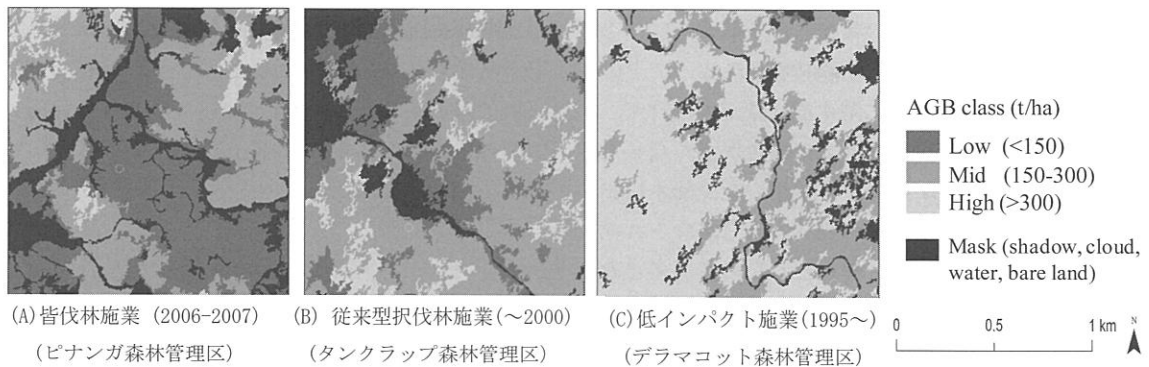 (A)皆伐林施業 (2006-2007)
(ピナンガ森林管理区)
(B) 従来型択伐林施業(～2000)
(タンクラップ森林管理区)
(C)低インパクト施業(1995～)
(デラマコット森林管理区)
AGB class (t/ha)
Low (<150)
Mid (150-300)
High (>300)
Mask (shadow, cloud,
water, bare land)
0 0.5 1 km
N